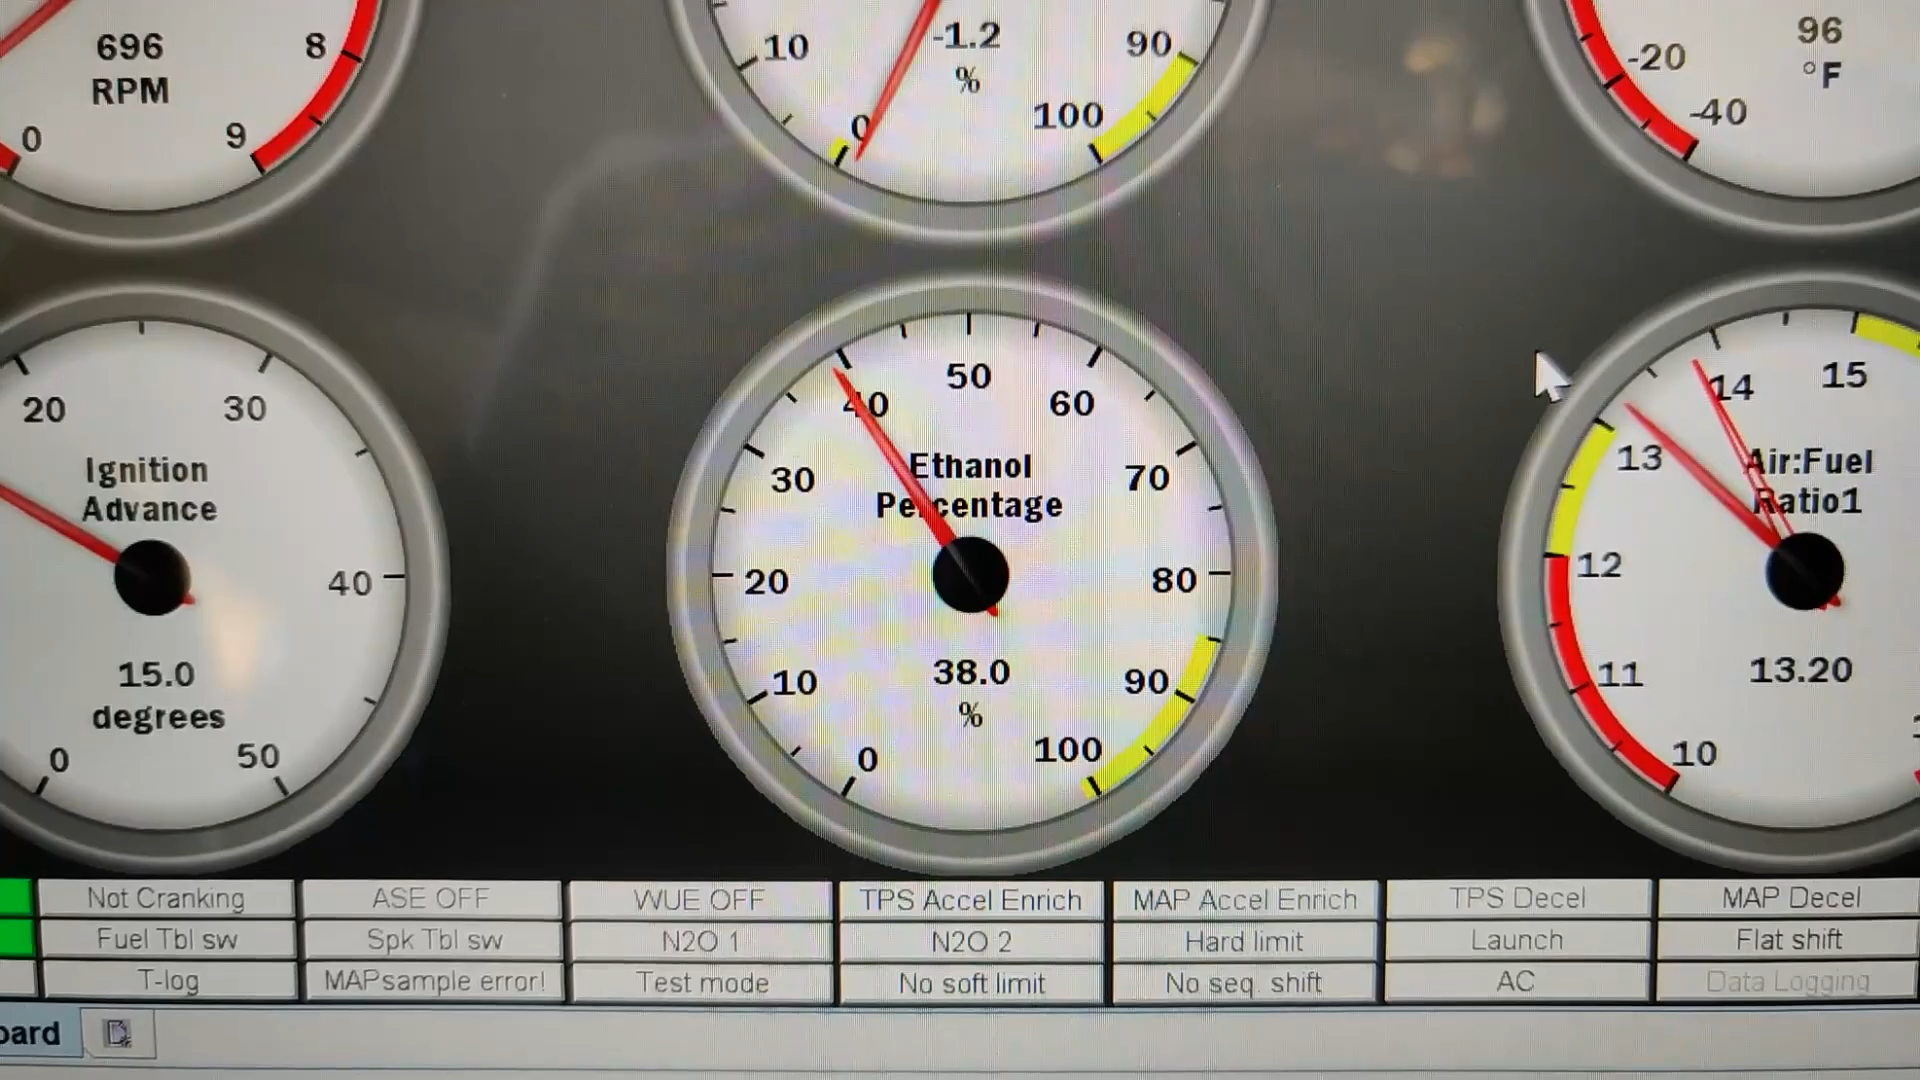 696
RPM
8
9
0
-1.2
%
10
0
90
100
96
°F
-20
-40
20
30
40
50
0
Ignition
Advance
15.0
degrees
0
10
20
30
40
50
60
70
80
90
100
Ethanol
Percentage
38.0
%
10
11
12
13
14
15
Air:Fuel
Ratio1
13.20
Not Cranking
ASE OFF
WUE OFF
TPS Accel Enrich
MAP Accel Enrich
TPS Decel
MAP Decel
Fuel Tbl sw
Spk Tbl sw
N2O 1
N2O 2
Hard limit
Launch
Flat shift
T-log
MAPsample error!
Test mode
No soft limit
No seq. shift
AC
Data Logging